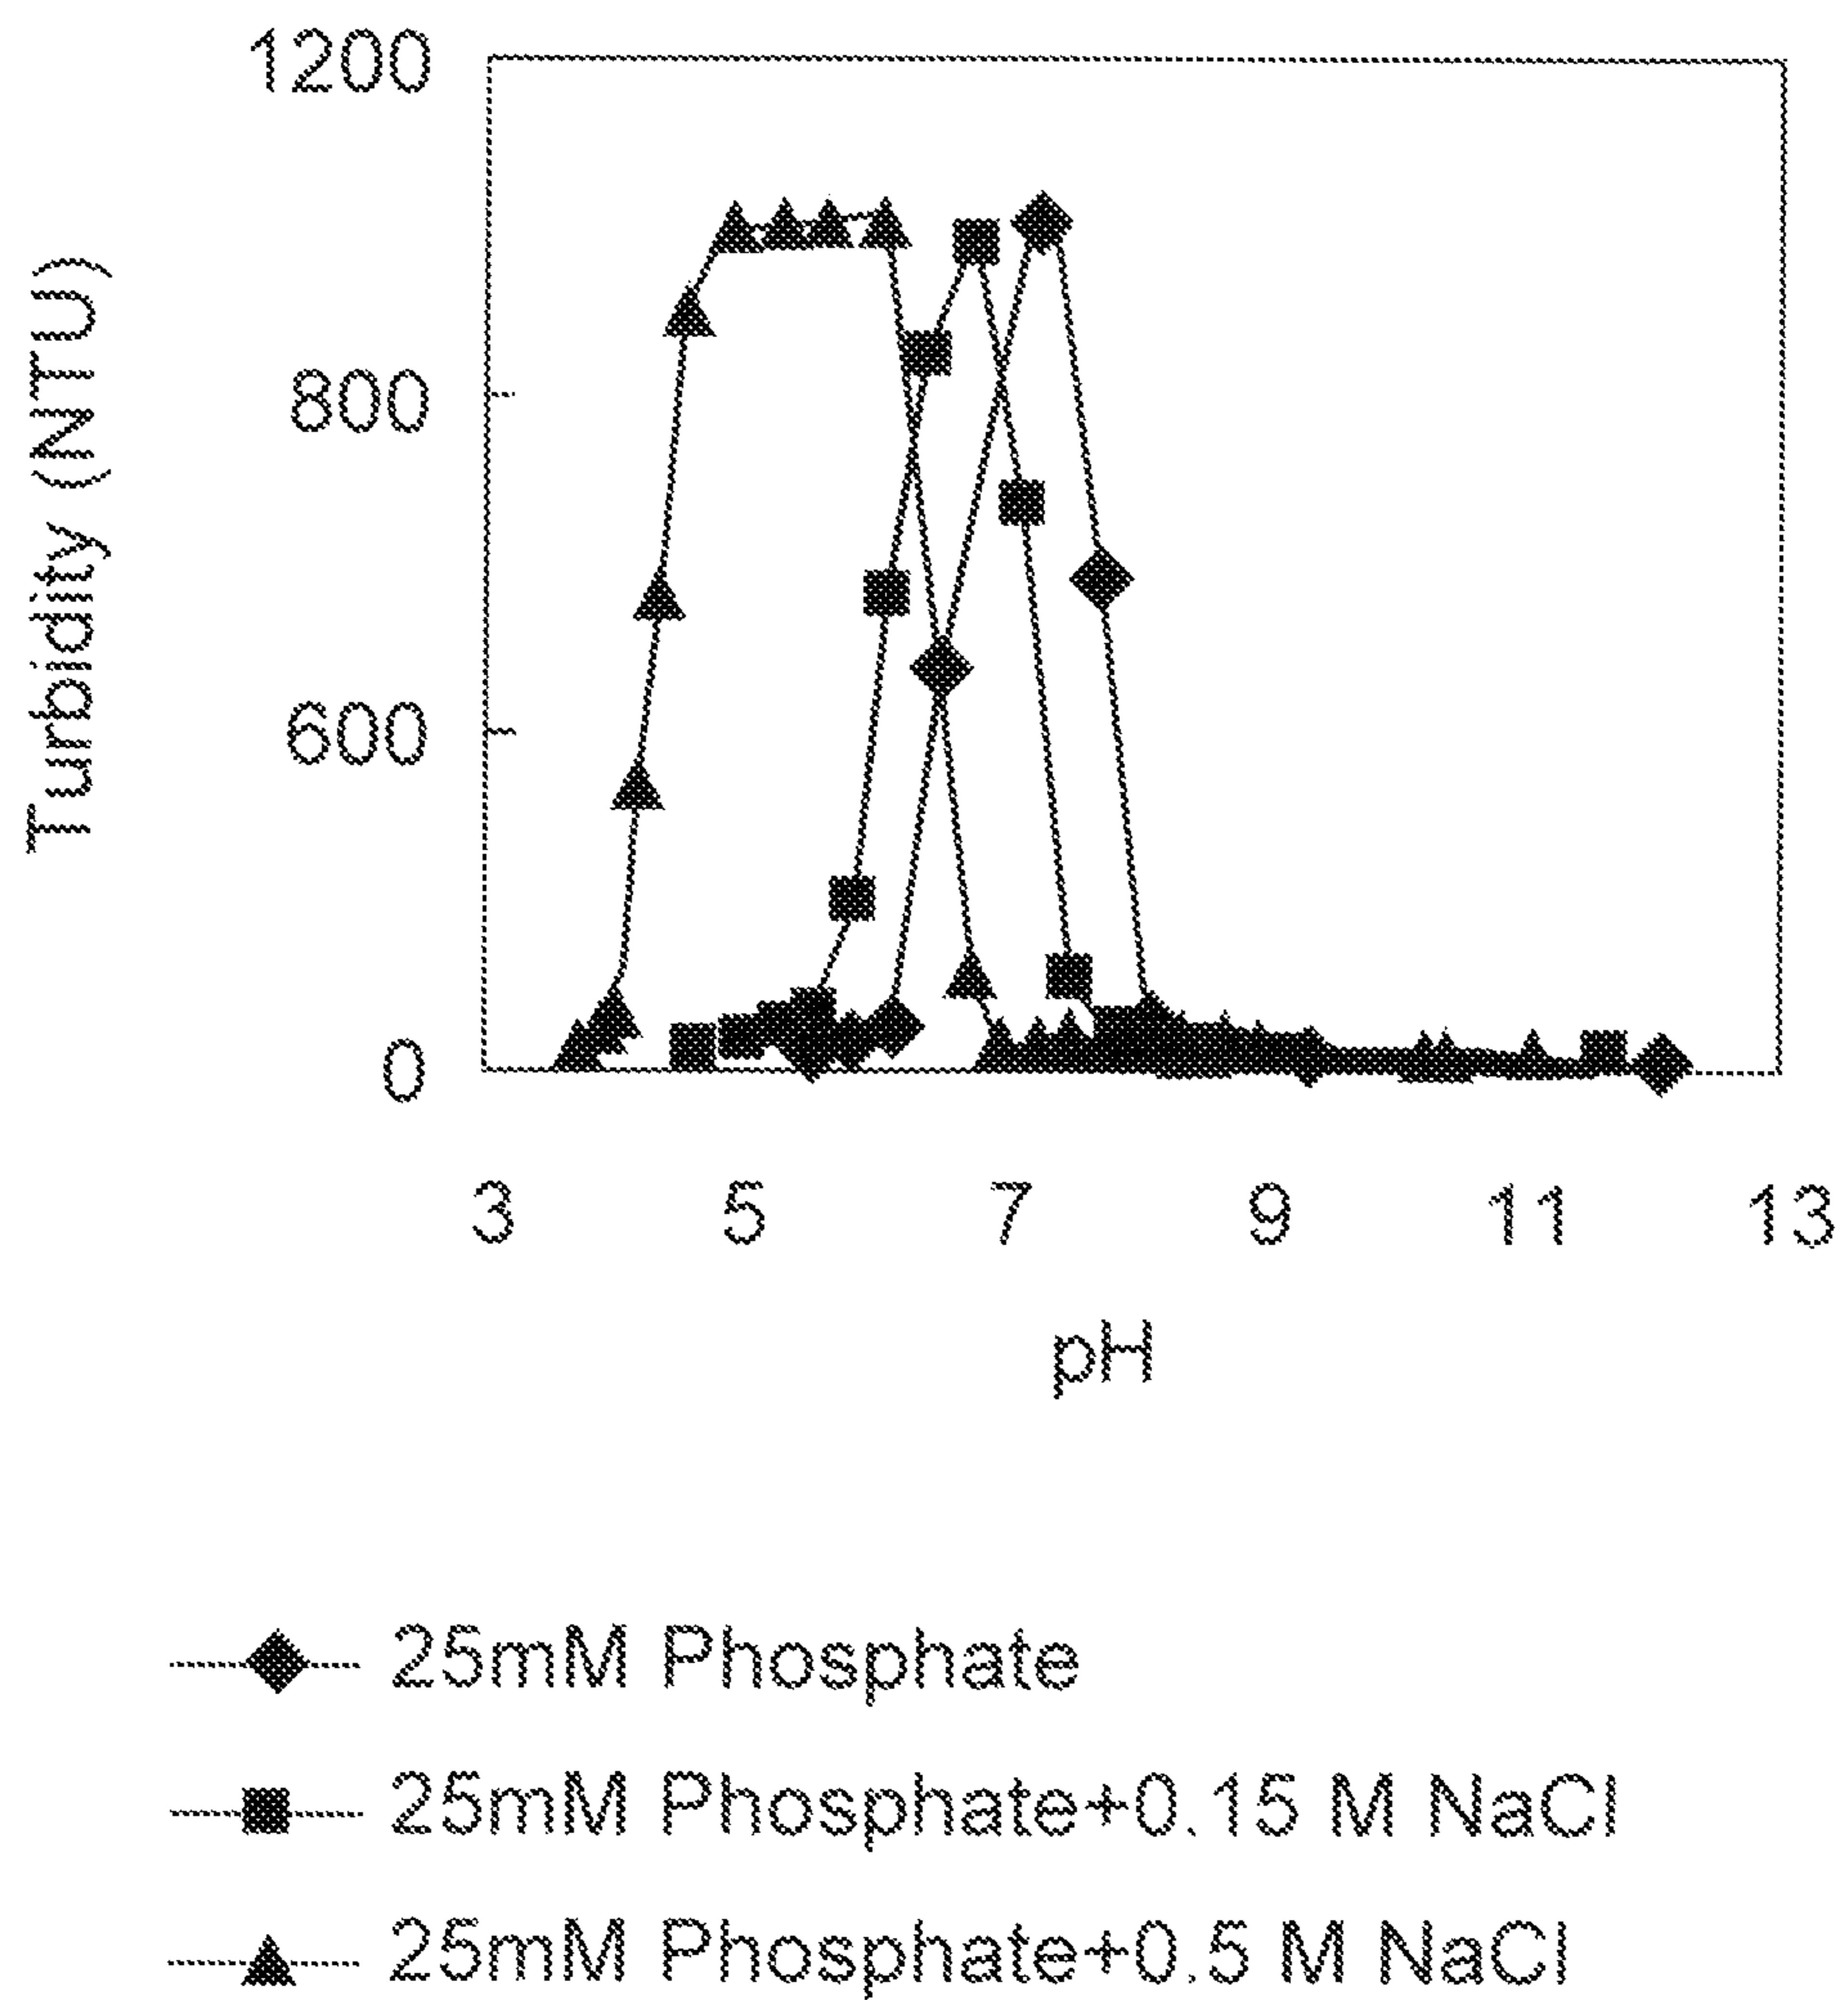 Turbidity (NTU)
1200
800
600
0
3 5 7 9 11 13
pH
25mM Phosphate
25mM Phosphate+0.15 M NaCl
25mM Phosphate+0.5 M NaCl